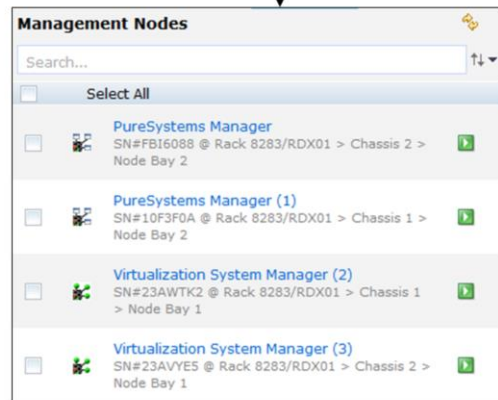 Management Nodes
Search...
Select All
PureSystems Manager
SN#FBI6088 @ Rack 8283/RDX01 > Chassis 2 >
Node Bay 2
PureSystems Manager (1)
SN#10F3F0A @ Rack 8283/RDX01 > Chassis 1 >
Node Bay 2
Virtualization System Manager (2)
SN#23AWTK2 @ Rack 8283/RDX01 > Chassis 1
> Node Bay 1
Virtualization System Manager (3)
SN#23AVYE5 @ Rack 8283/RDX01 > Chassis 2 >
Node Bay 1